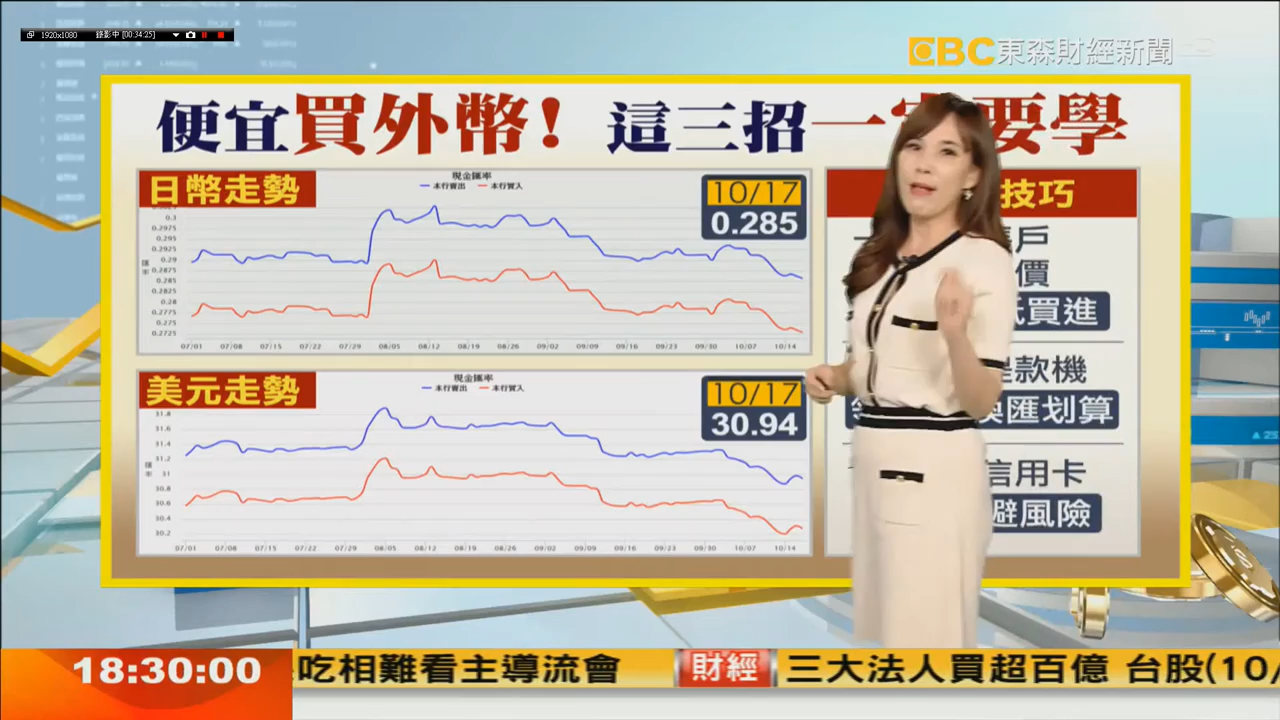 1920x1080 錄影中 [00:34:25]
EBC 東森財經新聞
便宜買外幣! 這三招一定要學
日幣走勢
現金匯率
本行賣出 本行買入
10/17
0.285
0.3
0.2975
0.295
0.2925
0.29
0.2875
0.285
0.2825
0.28
0.2775
0.275
0.2725
匯率
07/01 07/08 07/15 07/22 07/29 08/05 08/12 08/19 08/26 09/02 09/09 09/16 09/23 09/30 10/07 10/14
美元走勢
現金匯率
本行賣出 本行買入
10/17
30.94
31.8
31.6
31.4
31.2
31
30.8
30.6
30.4
30.2
匯率
07/01 07/08 07/15 07/22 07/29 08/05 08/12 08/19 08/26 09/02 09/09 09/16 09/23 09/30 10/07 10/14
技巧
戶
價
買進
款機
換匯划算
信用卡
避風險
18:30:00
吃相難看主導流會 財經 三大法人買超百億 台股(10/